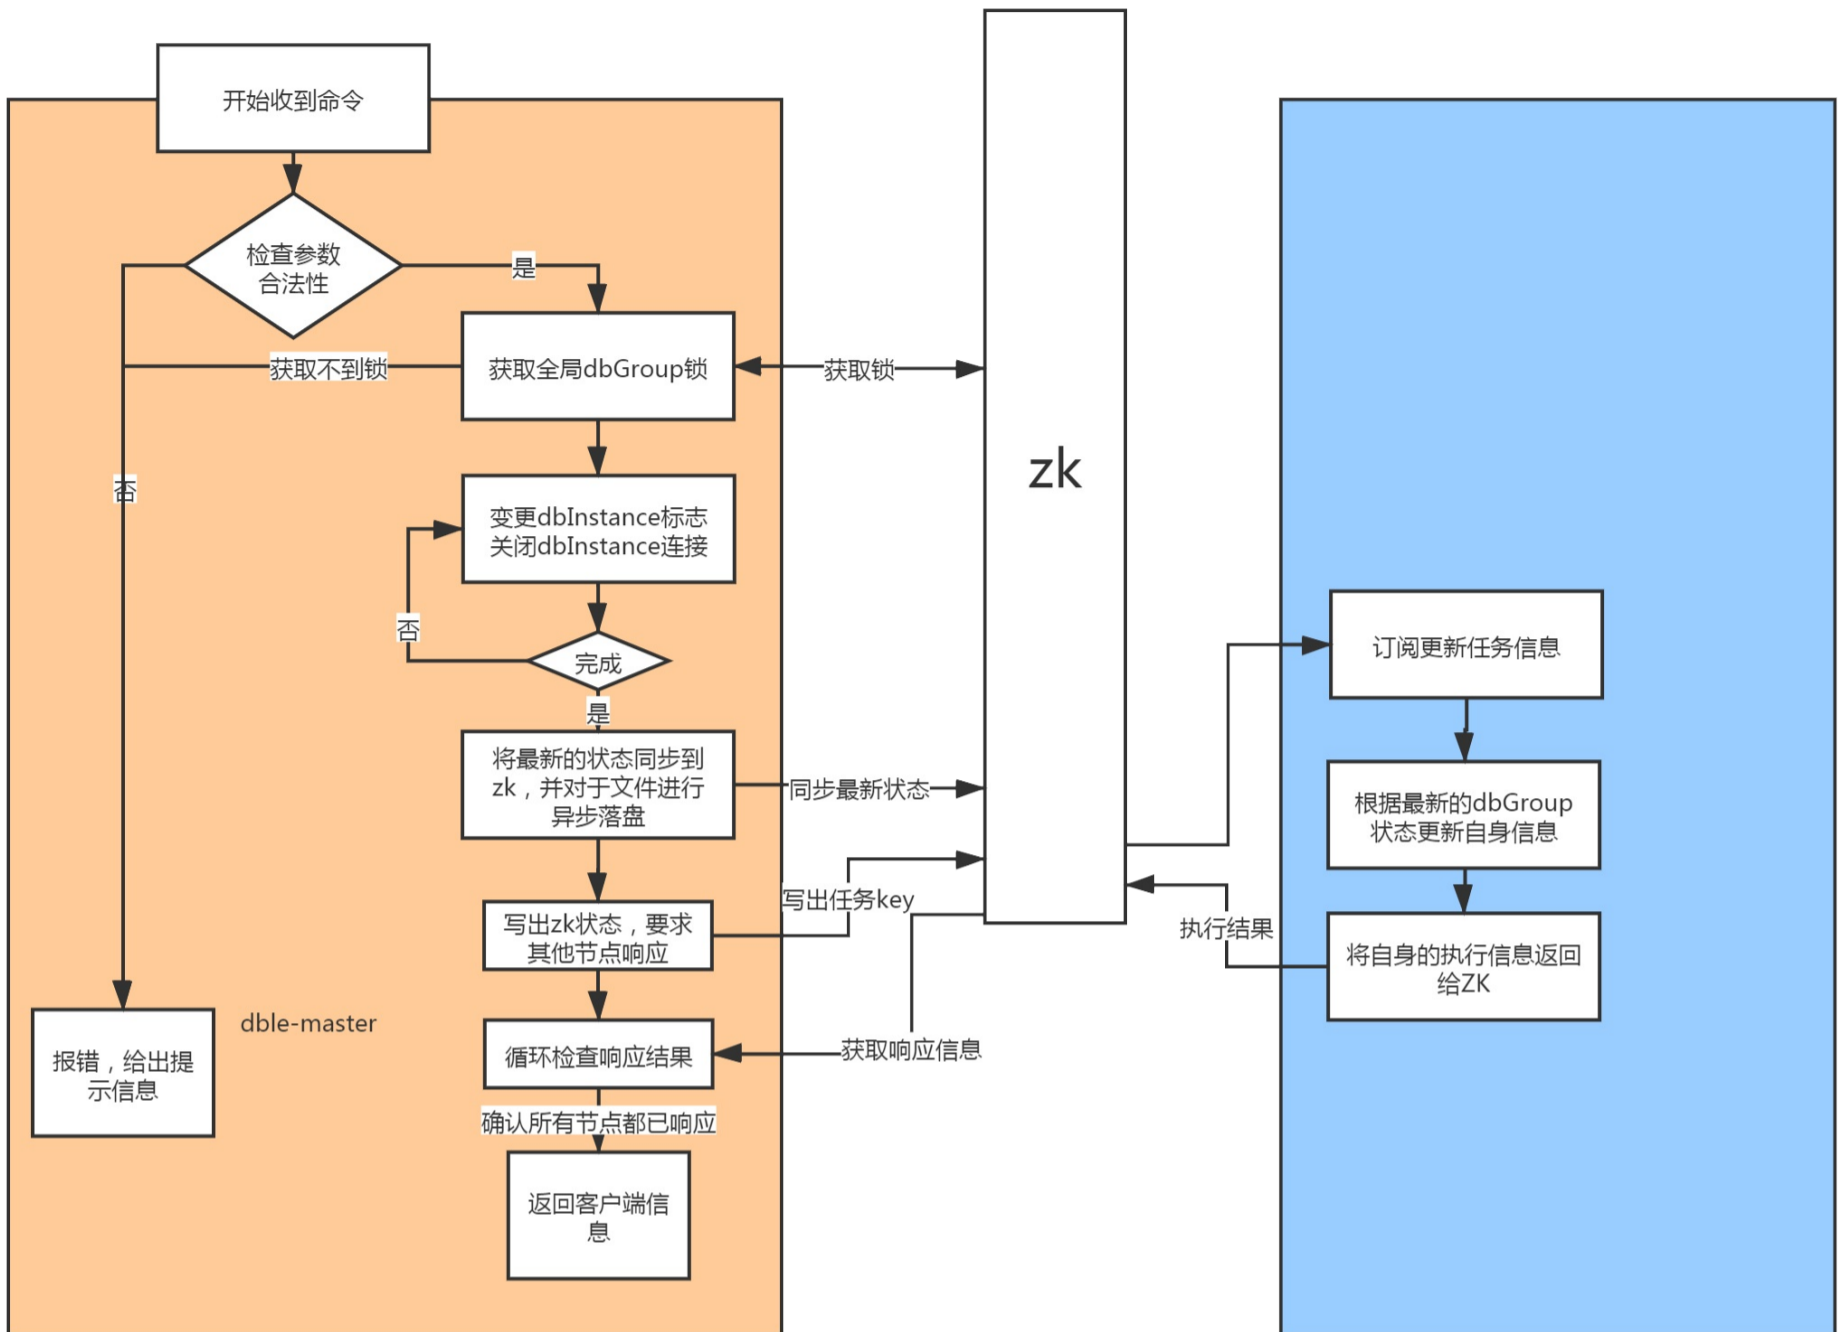 开始收到命令
检查参数
合法性
是
获取全局dbGroup锁
获取不到锁
获取锁
zk
否
变更dbInstance标志
关闭dbInstance连接
否
完成
是
将最新的状态同步到
zk，并对于文件进行
异步落盘
同步最新状态
写出任务key
写出zk状态，要求
其他节点响应
循环检查响应结果
获取响应信息
确认所有节点都已响应
返回客户端信
息
dble-master
报错，给出提
示信息
订阅更新任务信息
根据最新的dbGroup
状态更新自身信息
将自身的执行信息返回
给ZK
执行结果